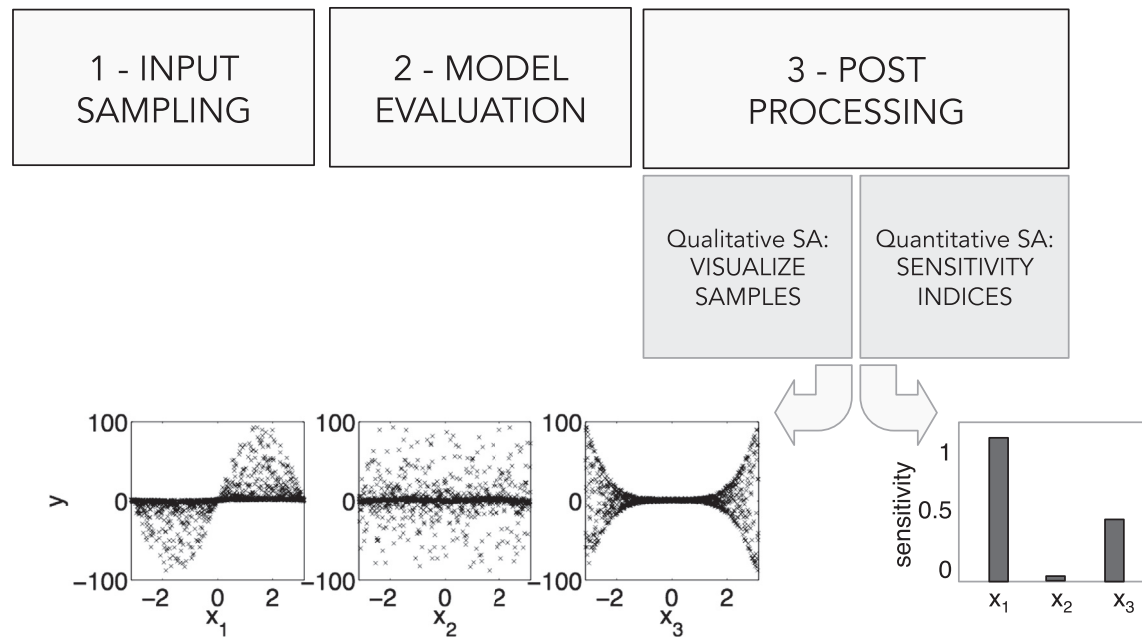 1 - INPUT
SAMPLING
2 - MODEL
EVALUATION
3 - POST
PROCESSING
Qualitative SA:
VISUALIZE
SAMPLES
Quantitative SA:
SENSITIVITY
INDICES
y
100
0
−100
−2 0 2
x1
100
0
−100
−2 0 2
x2
100
0
−100
−2 0 2
x3
sensitivity
1
0.5
0
x1 x2 x3